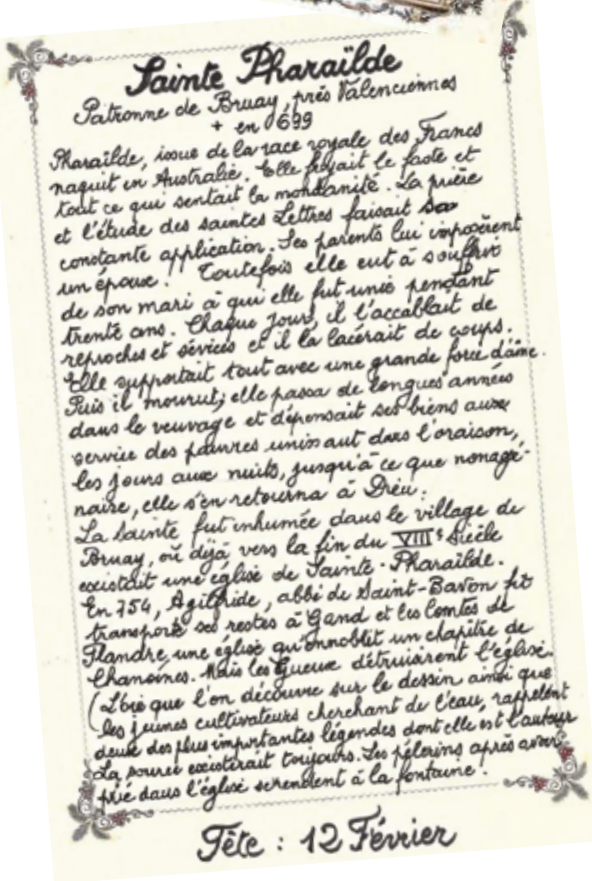 Sainte Pharaïlde
Patronne de Bruay, près Valenciennes
+ en 699
Pharaïlde, issue de la race royale des Francs
naquit en Australie. Elle fuyait le faste et
tout ce qui sentait la mondanité. La prière
et l'étude des saintes Lettres faisait sa
constante application. Ses parents lui imposèrent
un époux. Toutefois elle eut à souffrir
de son mari à qui elle fut unie pendant
trente ans. Chaque jour, il l'accablait de
reproches et sévices et il la lacérait de coups.
Elle supportait tout avec une grande force d'âme.
Puis il mourut; elle passa de longues années
dans le veuvage et dépensait ses biens aux
service des pauvres unissant dans l'oraison,
les jours aux nuits, jusqu'à ce que nonagé-
naire, elle s'en retourna à Dieu:
La Sainte fut inhumée dans le village de
Bruay, où déjà vers la fin du VIIIs Siècle
existait une église de Sainte-Pharaïlde.
En 754, Agilfride, abbé de Saint-Bavon fit
transporté ses restes à Gand et les Comtes de
Flandre, une église qu'ennoblit un chapitre de
Chanoines. Mais les Gueux détruisirent l'église.
(L'oie que l'on découvre sur le dessin ainsi que
les jeunes cultivateurs cherchant de l'eau, rappellent
deux des plus importantes légendes dont elle est l'auteur
La source existerait toujours. Les pélerins après avoir
prié dans l'église se rendent à la fontaine.
Fête : 12 Février